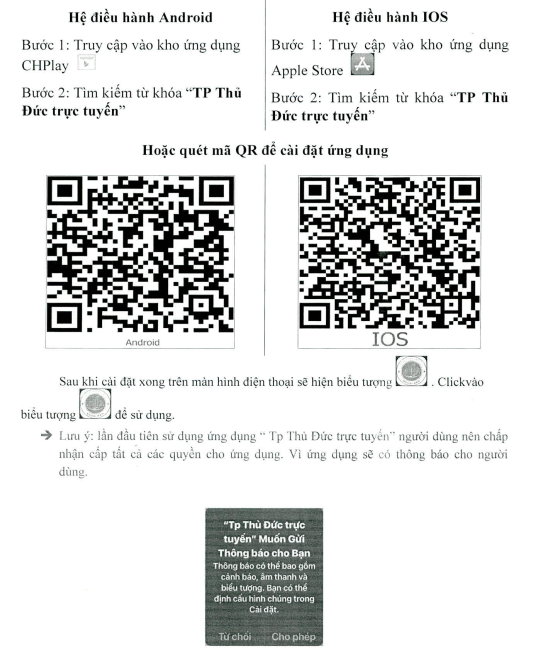 Hệ điều hành Android
Bước 1: Truy cập vào kho ứng dụng
CHPlay
Bước 2: Tìm kiếm từ khóa “TP Thủ
Đức trực tuyến”
Hệ điều hành IOS
Bước 1: Truy cập vào kho ứng dụng
Apple Store
Bước 2: Tìm kiếm từ khóa “TP Thủ
Đức trực tuyến”
Hoặc quét mã QR để cài đặt ứng dụng
Android
IOS
Sau khi cài đặt xong trên màn hình điện thoại sẽ hiện biểu tượng . Clickvào
biểu tượng để sử dụng.
➔ Lưu ý: lần đầu tiên sử dụng ứng dụng “ Tp Thủ Đức trực tuyến” người dùng nên chấp
nhận cấp tất cả các quyền cho ứng dụng. Vì ứng dụng sẽ có thông báo cho người
dùng.
“Tp Thủ Đức trực
tuyến” Muốn Gửi
Thông báo cho Bạn
Thông báo có thể bao gồm
cảnh báo, âm thanh và
biểu tượng. Bạn có thể
định cấu hình chúng trong
Cài đặt.
Từ chối Cho phép